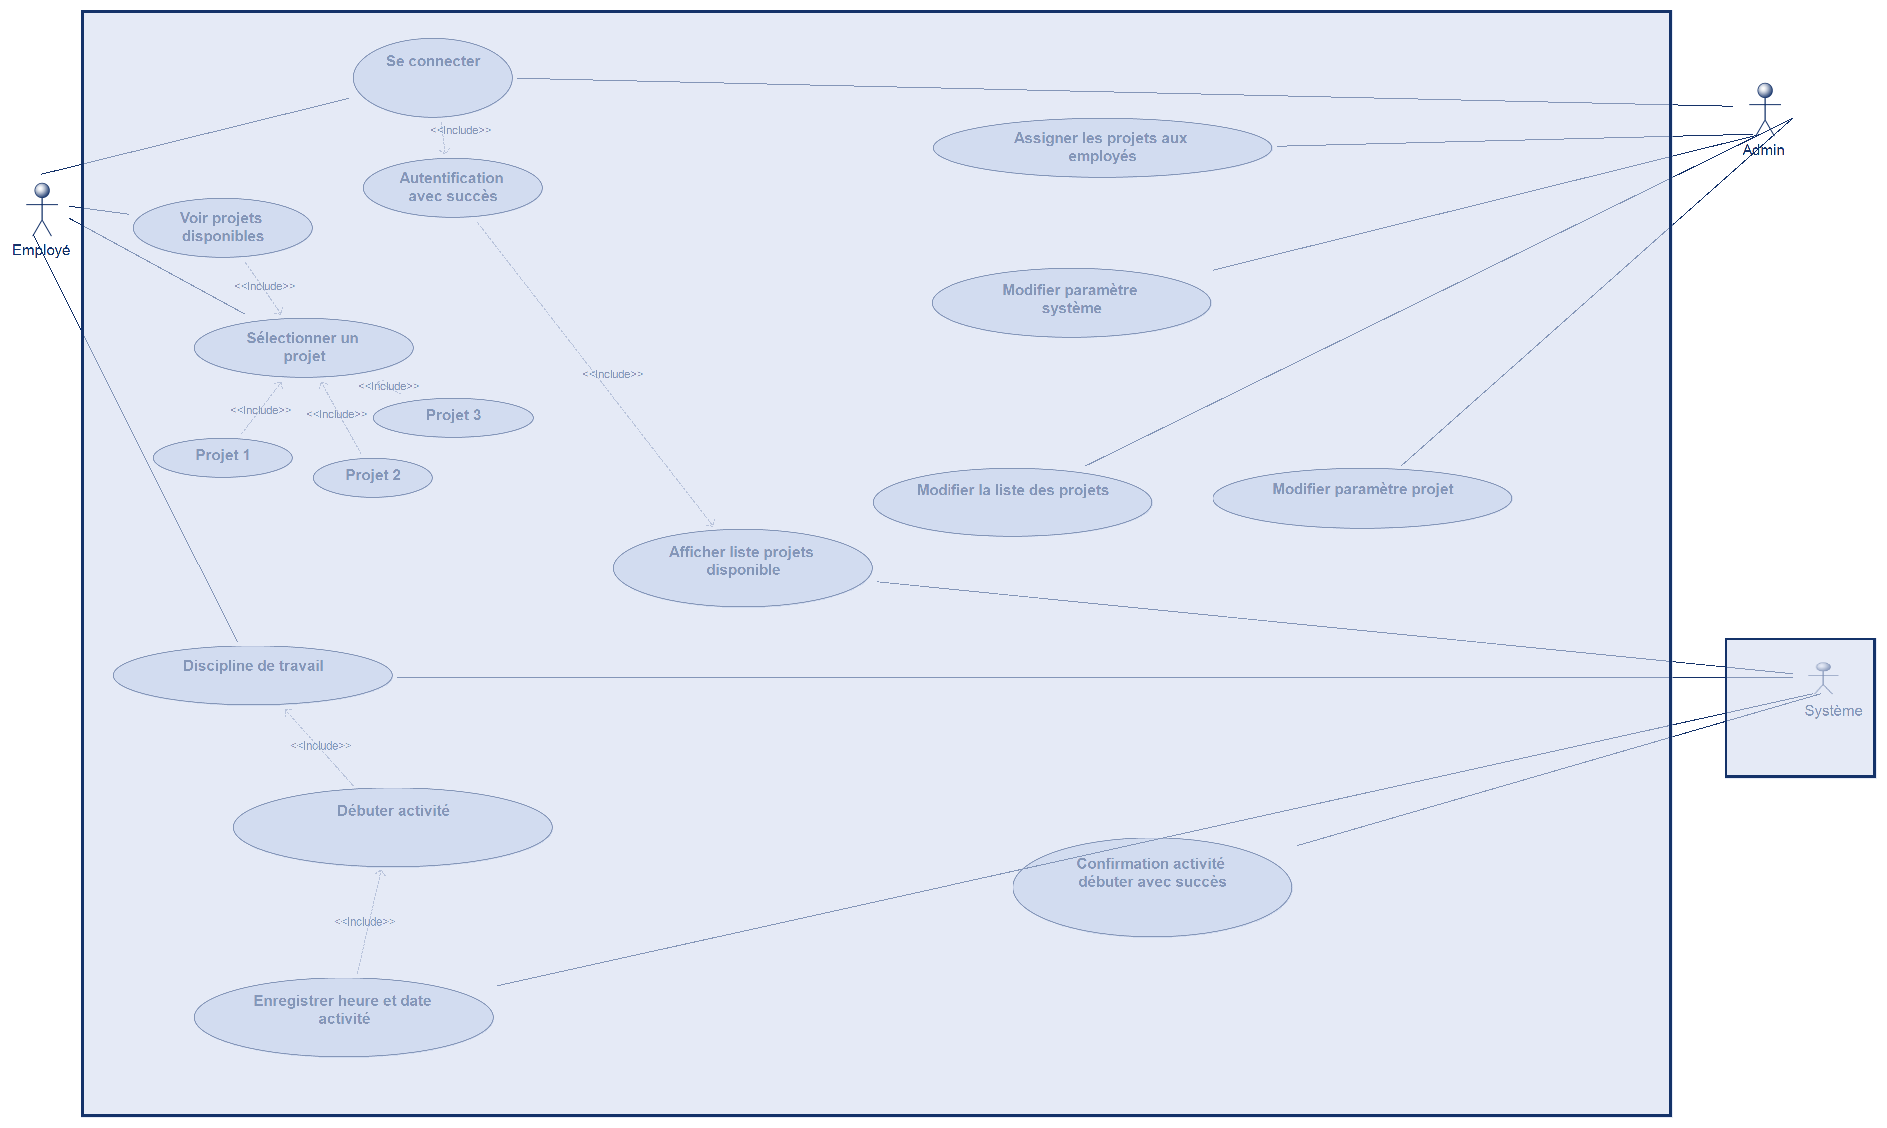 Se connecter
<<Include>>
Admin
Assigner les projets aux
employés
Autentification
avec succès
Employé
Voir projets
disponibles
<<Include>>
Modifier paramètre
système
Sélectionner un
projet
<<Include>>
<<Include>>
<<Include>>
<<Include>>
Projet 3
Projet 1
Projet 2
Modifier la liste des projets
Modifier paramètre projet
Afficher liste projets
disponible
Discipline de travail
Système
<<Include>>
Débuter activité
Confirmation activité
débuter avec succès
<<Include>>
Enregistrer heure et date
activité